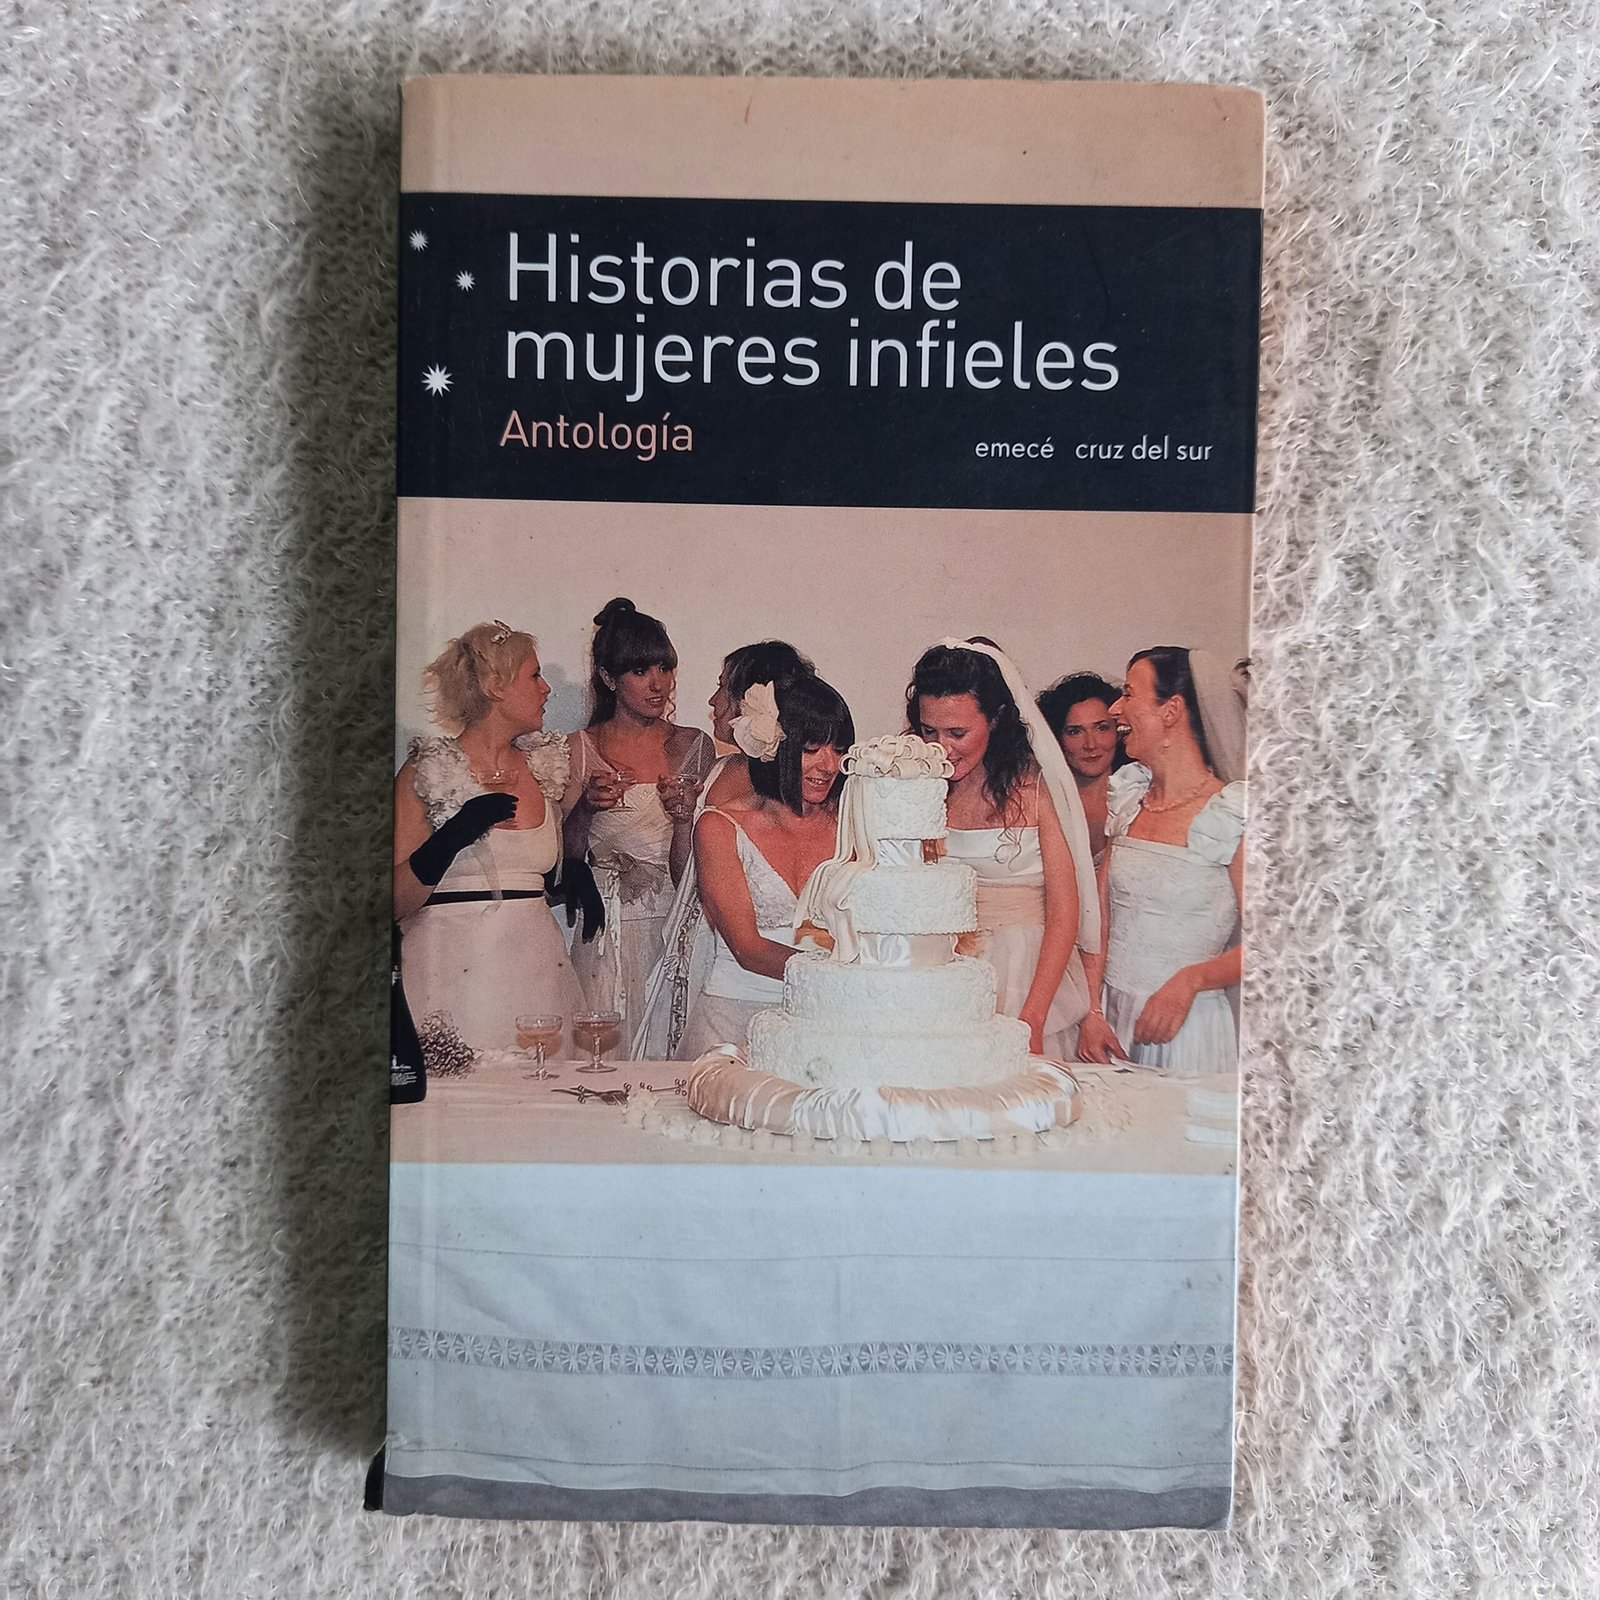 Historias de
mujeres infieles
Antología
emecé cruz del sur